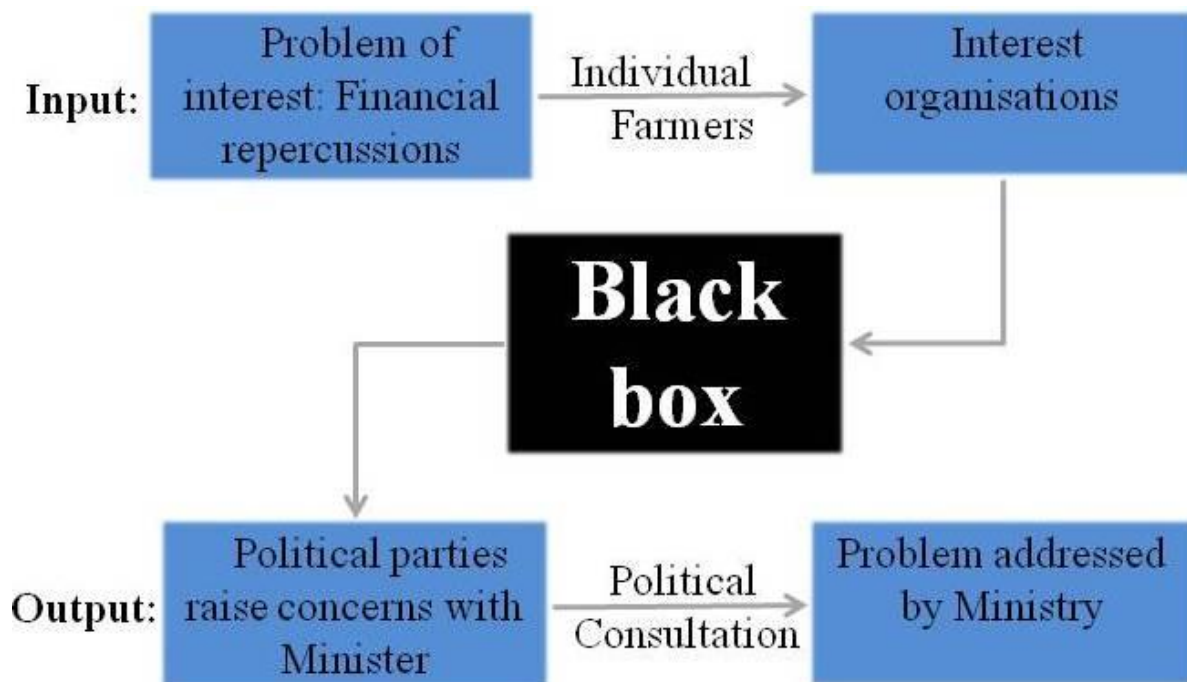 Input:
Problem of
interest: Financial
repercussions
Individual
Farmers
Interest
organisations
Black
box
Output:
Political parties
raise concerns with
Minister
Political
Consultation
Problem addressed
by Ministry